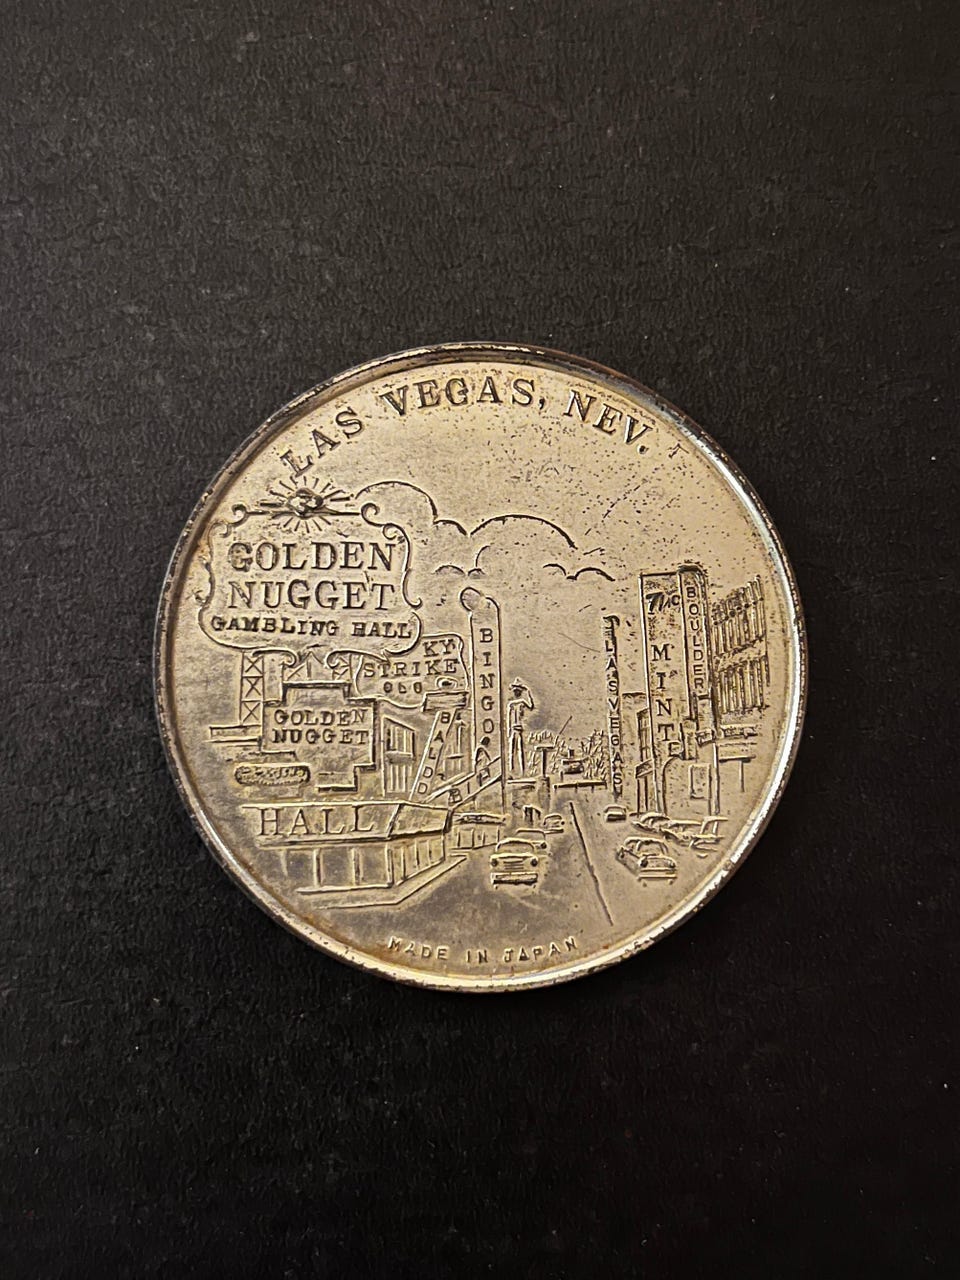 LAS VEGAS, NEV.
GOLDEN
NUGGET
GAMBLING HALL
KY
STRIKE
GOLDEN
NUGGET
HALL
BINGO
LAS VEGAS
The
MINT
BOULDER
MADE IN JAPAN